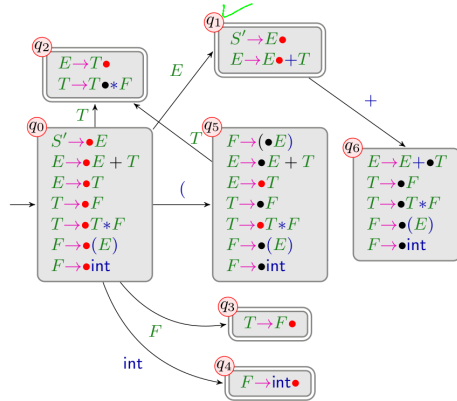 q1
S′→●E
E→E●+T
q2
E→T●
T→T●*F
E
T
q0
S′→●E
E→●E + T
E→●T
T→●F
T→●T*F
F→●(E)
F→●int
(
T
q5
F→(●E)
E→●E + T
E→●T
T→●F
T→●T*F
F→●(E)
F→●int
+
q6
E→E+●T
T→●F
T→●T*F
F→●(E)
F→●int
F
q3
T→F●
int
q4
F→int●